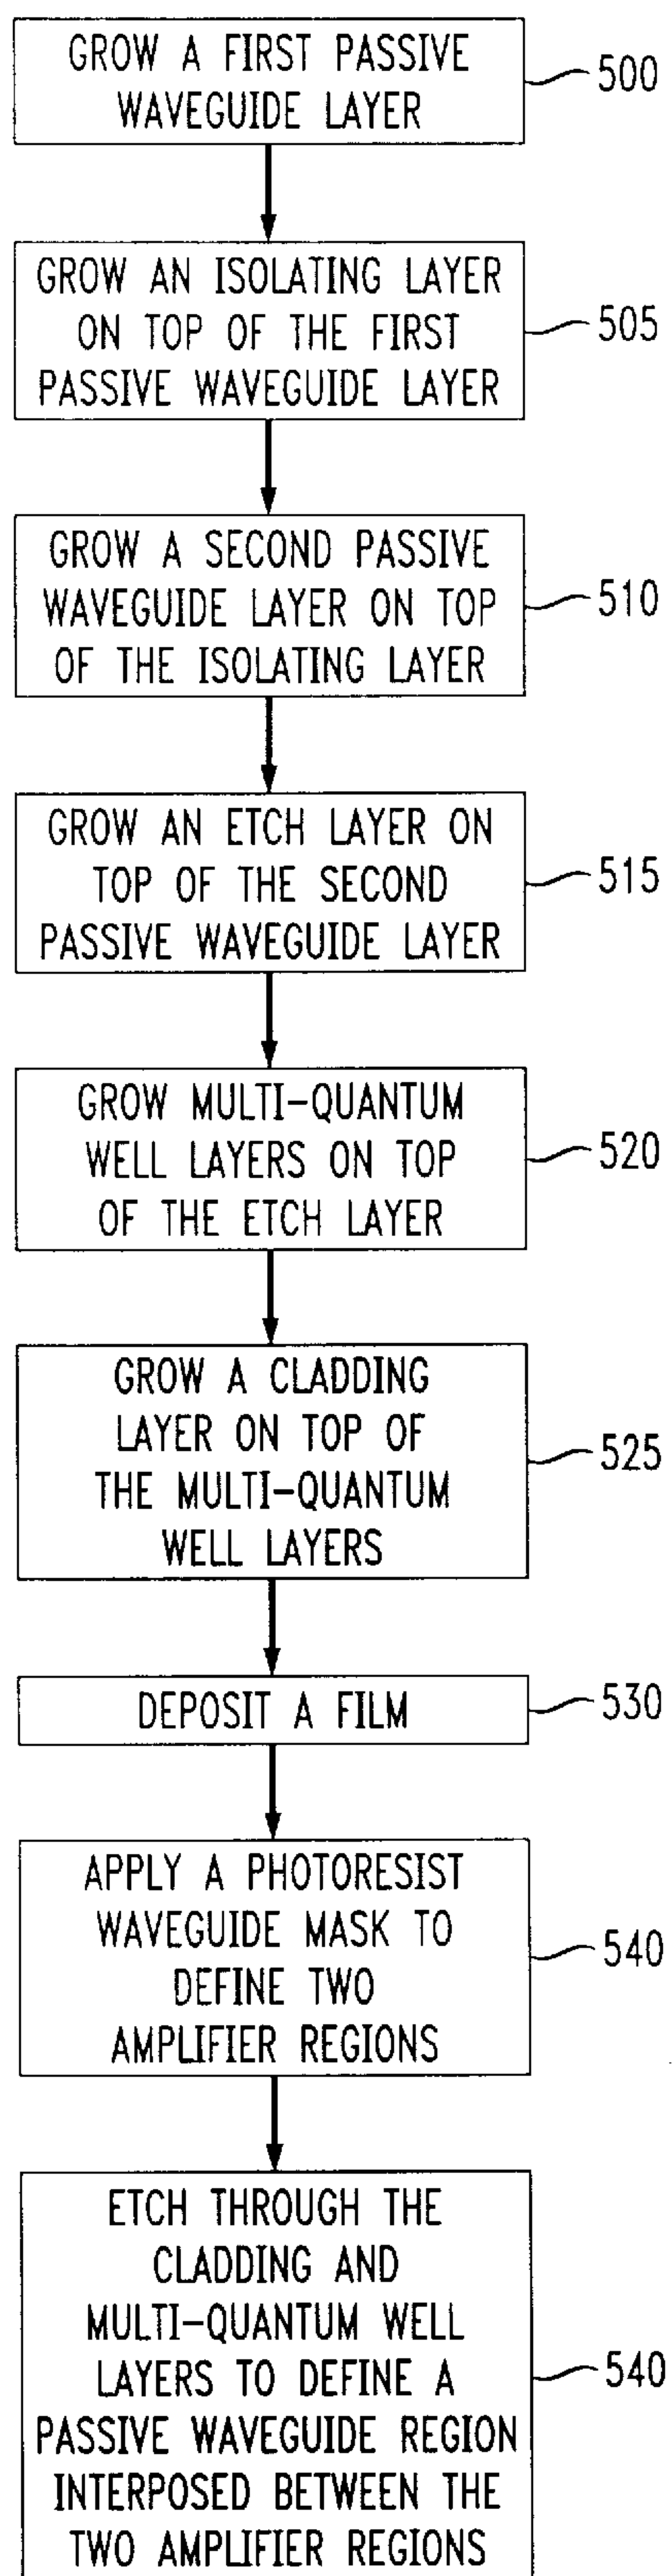 GROW A FIRST PASSIVE
WAVEGUIDE LAYER
500
GROW AN ISOLATING LAYER
ON TOP OF THE FIRST
PASSIVE WAVEGUIDE LAYER
505
GROW A SECOND PASSIVE
WAVEGUIDE LAYER ON TOP
OF THE ISOLATING LAYER
510
GROW AN ETCH LAYER ON
TOP OF THE SECOND
PASSIVE WAVEGUIDE LAYER
515
GROW MULTI-QUANTUM
WELL LAYERS ON TOP
OF THE ETCH LAYER
520
GROW A CLADDING
LAYER ON TOP OF
THE MULTI-QUANTUM
WELL LAYERS
525
DEPOSIT A FILM
530
APPLY A PHOTORESIST
WAVEGUIDE MASK TO
DEFINE TWO
AMPLIFIER REGIONS
540
ETCH THROUGH THE
CLADDING AND
MULTI-QUANTUM WELL
LAYERS TO DEFINE A
PASSIVE WAVEGUIDE REGION
INTERPOSED BETWEEN THE
TWO AMPLIFIER REGIONS
540